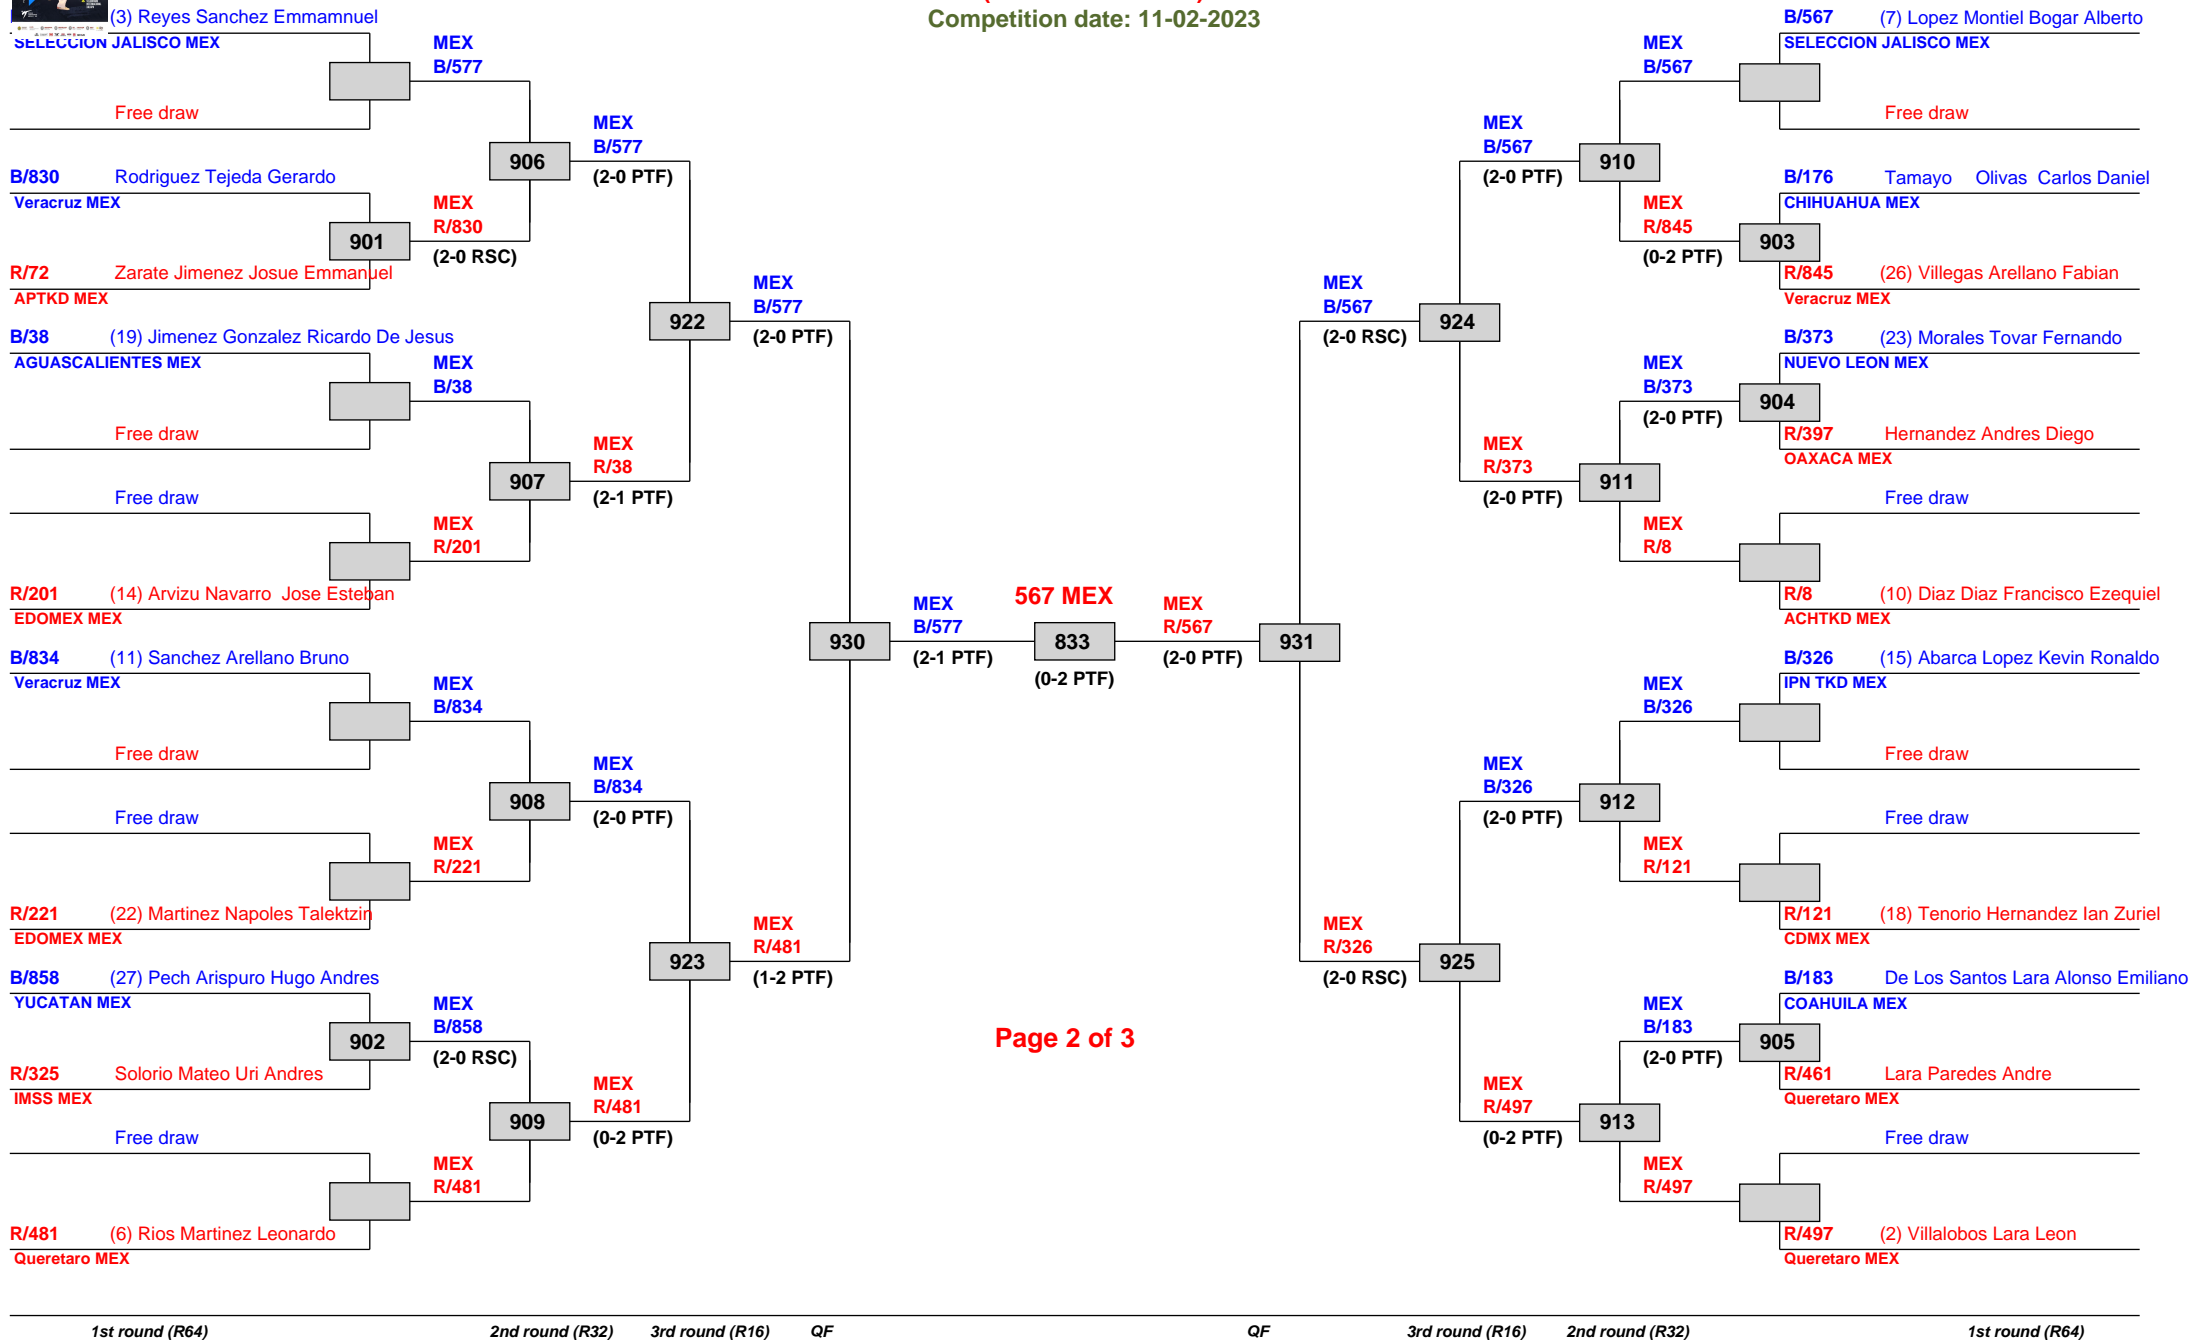 Competition date: 11-02-2023
(3) Reyes Sanchez Emmamnuel
SELECCION JALISCO MEX
Free draw
B/830 Rodriguez Tejeda Gerardo
Veracruz MEX
901
R/72 Zarate Jimenez Josue Emmanuel
APTKD MEX
B/38 (19) Jimenez Gonzalez Ricardo De Jesus
AGUASCALIENTES MEX
Free draw
Free draw
R/201 (14) Arvizu Navarro Jose Esteban
EDOMEX MEX
B/834 (11) Sanchez Arellano Bruno
Veracruz MEX
Free draw
Free draw
R/221 (22) Martinez Napoles Talektzin
EDOMEX MEX
B/858 (27) Pech Arispuro Hugo Andres
YUCATAN MEX
902
R/325 Solorio Mateo Uri Andres
IMSS MEX
Free draw
R/481 (6) Rios Martinez Leonardo
Queretaro MEX
MEX
B/577
906
MEX
R/830
(2-0 RSC)
MEX
B/38
907
MEX
R/201
MEX
B/834
908
MEX
R/221
MEX
B/858
(2-0 RSC)
909
MEX
R/481
MEX
B/577
(2-0 PTF)
922
MEX
R/38
(2-1 PTF)
MEX
B/834
(2-0 PTF)
923
MEX
R/481
(0-2 PTF)
MEX
B/577
(2-0 PTF)
930
MEX
R/481
(1-2 PTF)
MEX
B/577
(2-1 PTF)
567 MEX
833
(0-2 PTF)
MEX
R/567
(2-0 PTF)
Page 2 of 3
MEX
B/567
(2-0 RSC)
931
MEX
R/326
(2-0 RSC)
MEX
B/567
(2-0 PTF)
924
MEX
R/373
(2-0 PTF)
MEX
B/326
(2-0 PTF)
925
MEX
R/497
(0-2 PTF)
MEX
B/567
910
MEX
R/845
(0-2 PTF)
MEX
B/373
(2-0 PTF)
911
MEX
R/8
MEX
B/326
912
MEX
R/121
MEX
B/183
(2-0 PTF)
913
MEX
R/497
B/567 (7) Lopez Montiel Bogar Alberto
SELECCION JALISCO MEX
Free draw
B/176 Tamayo Olivas Carlos Daniel
CHIHUAHUA MEX
903
R/845 (26) Villegas Arellano Fabian
Veracruz MEX
B/373 (23) Morales Tovar Fernando
NUEVO LEON MEX
904
R/397 Hernandez Andres Diego
OAXACA MEX
Free draw
R/8 (10) Diaz Diaz Francisco Ezequiel
ACHTKD MEX
B/326 (15) Abarca Lopez Kevin Ronaldo
IPN TKD MEX
Free draw
Free draw
R/121 (18) Tenorio Hernandez Ian Zuriel
CDMX MEX
B/183 De Los Santos Lara Alonso Emiliano
COAHUILA MEX
905
R/461 Lara Paredes Andre
Queretaro MEX
Free draw
R/497 (2) Villalobos Lara Leon
Queretaro MEX
1st round (R64) 2nd round (R32) 3rd round (R16) QF QF 3rd round (R16) 2nd round (R32) 1st round (R64)